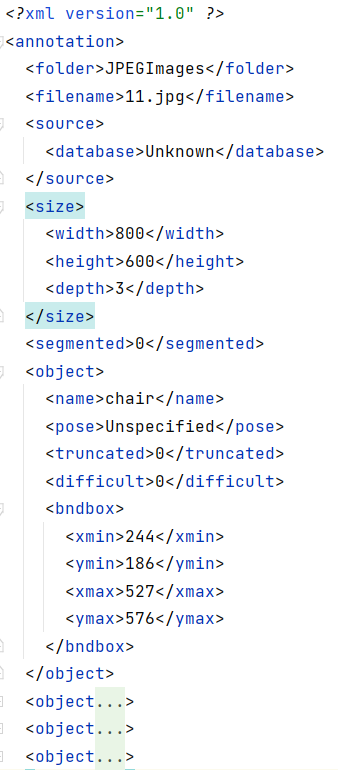 <?xml version="1.0" ?>
<annotation>
<folder>JPEGImages</folder>
<filename>11.jpg</filename>
<source>
<database>Unknown</database>
</source>
<size>
<width>800</width>
<height>600</height>
<depth>3</depth>
</size>
<segmented>0</segmented>
<object>
<name>chair</name>
<pose>Unspecified</pose>
<truncated>0</truncated>
<difficult>0</difficult>
<bndbox>
<xmin>244</xmin>
<ymin>186</ymin>
<xmax>527</xmax>
<ymax>576</ymax>
</bndbox>
</object>
<object...>
<object...>
<object...>